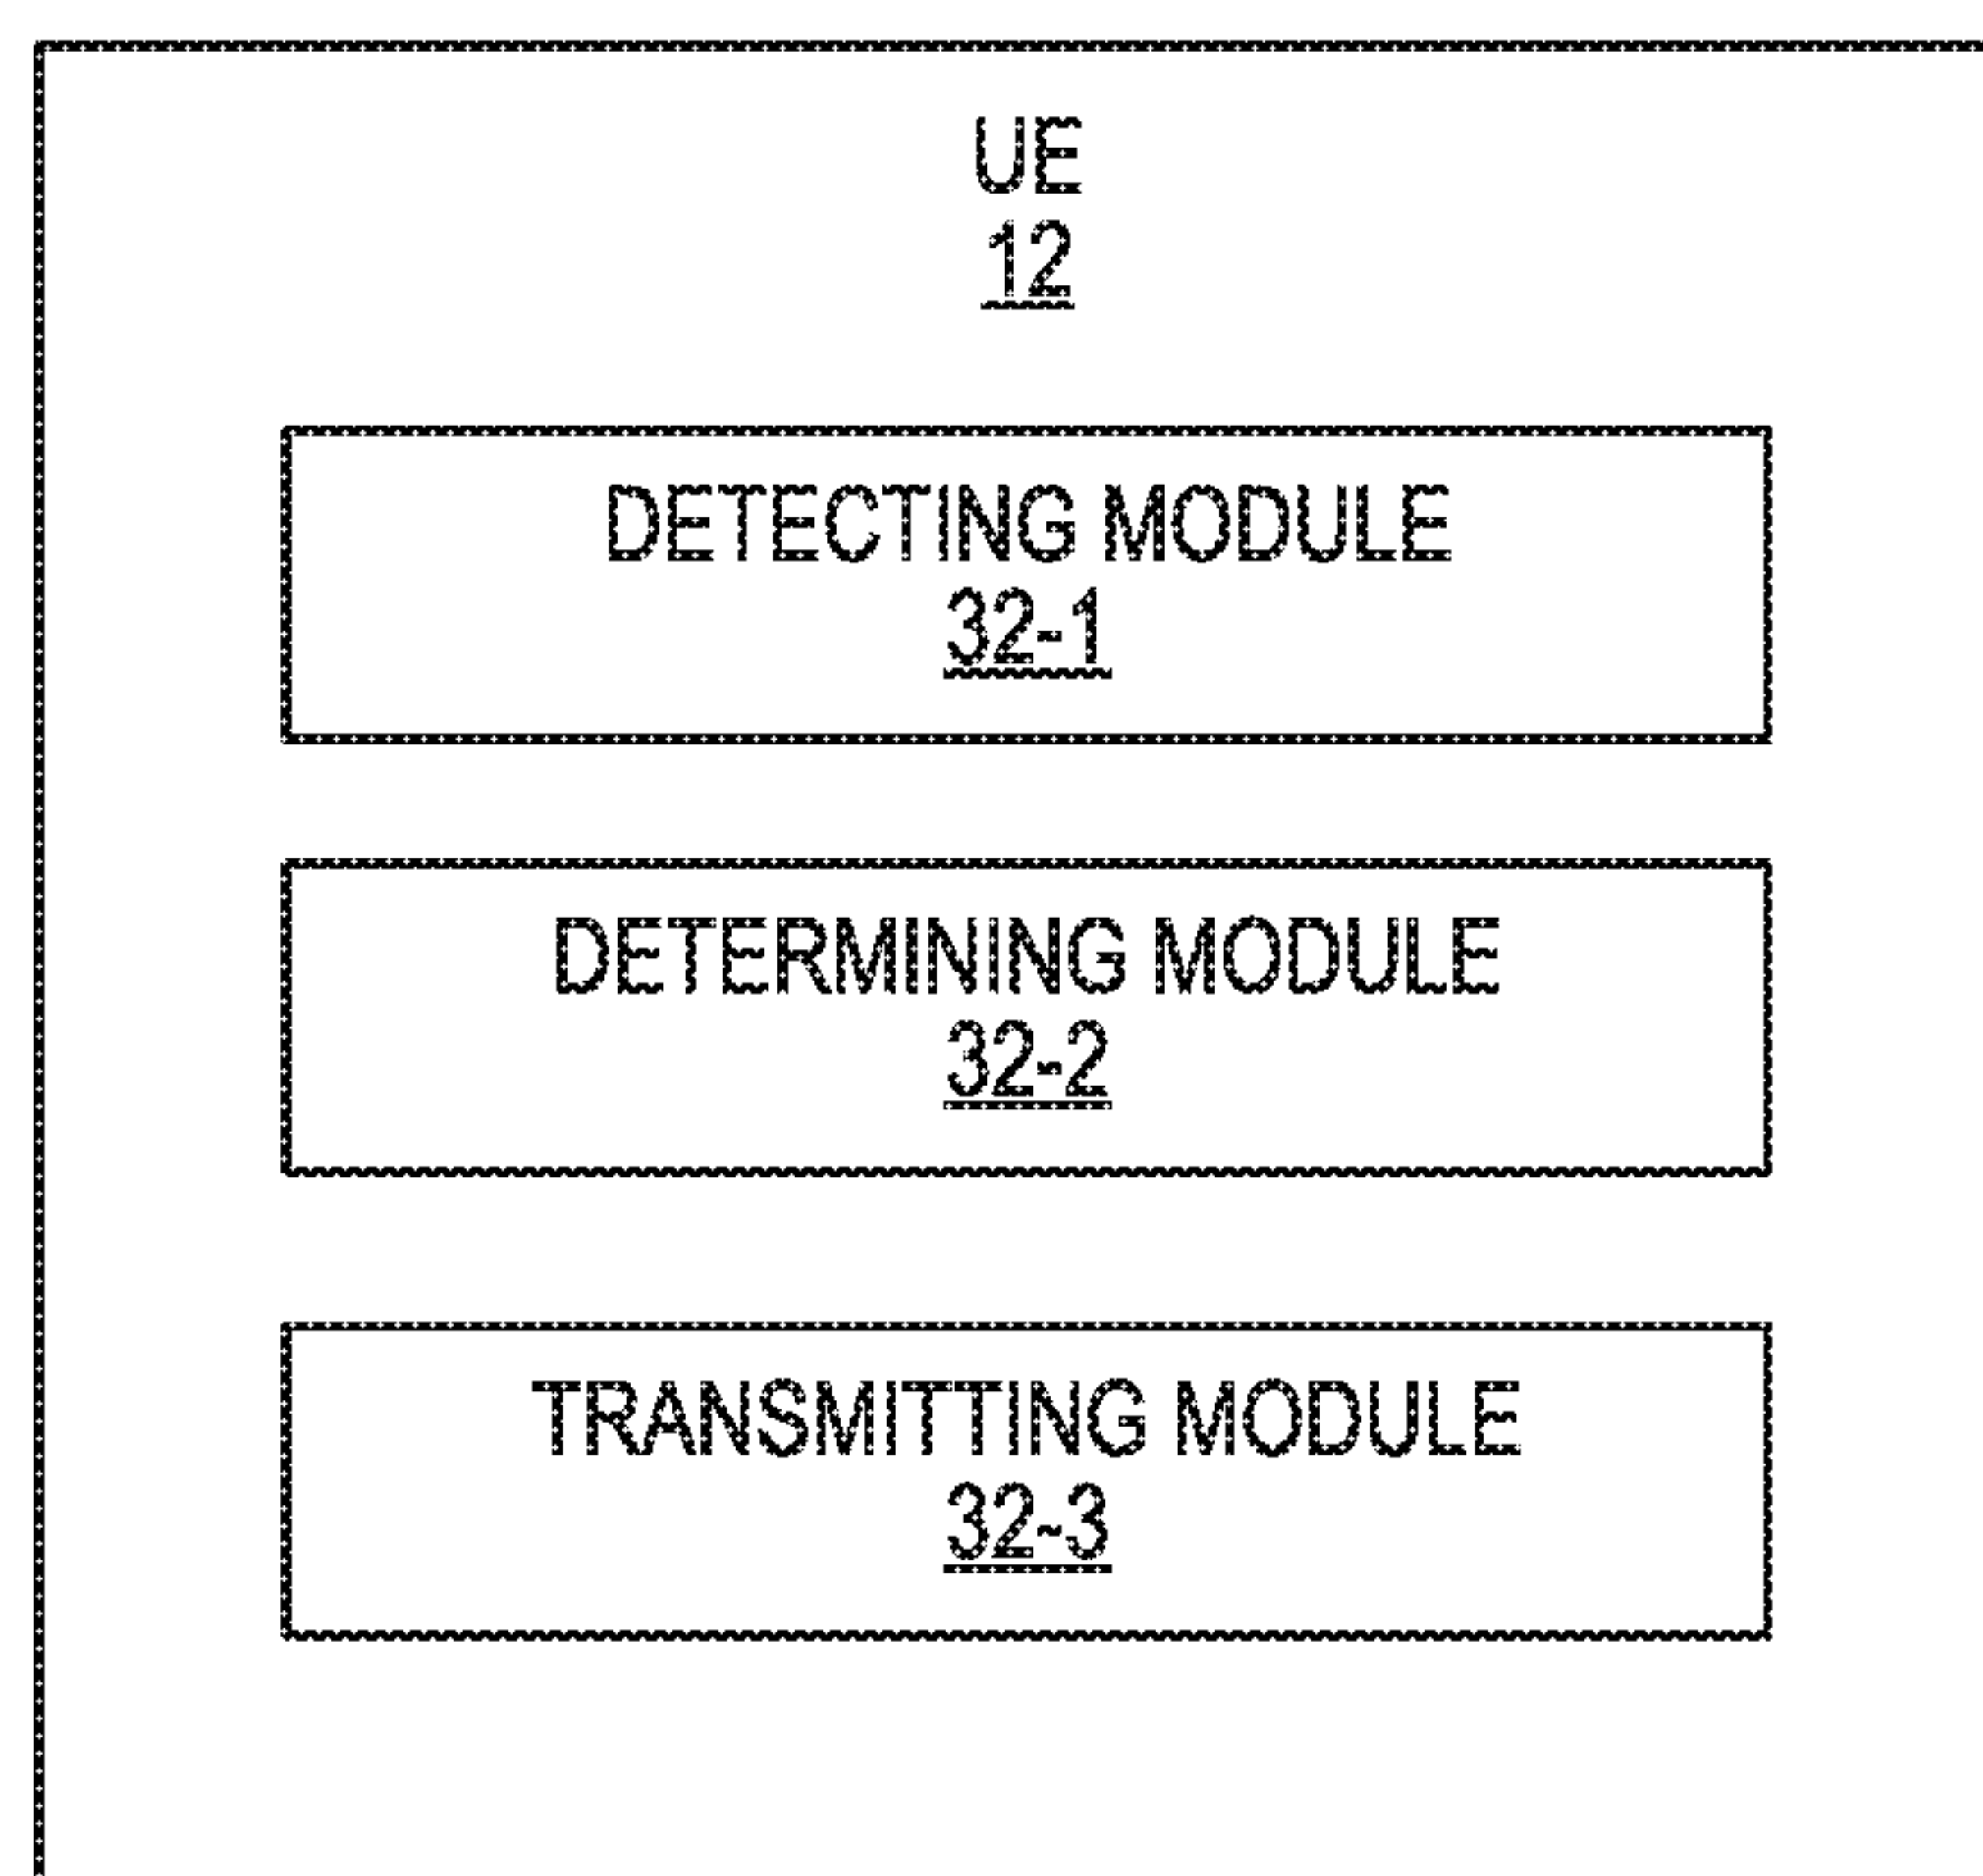 UE
12
DETECTING MODULE
32-1
DETERMINING MODULE
32-2
TRANSMITTING MODULE
32-3